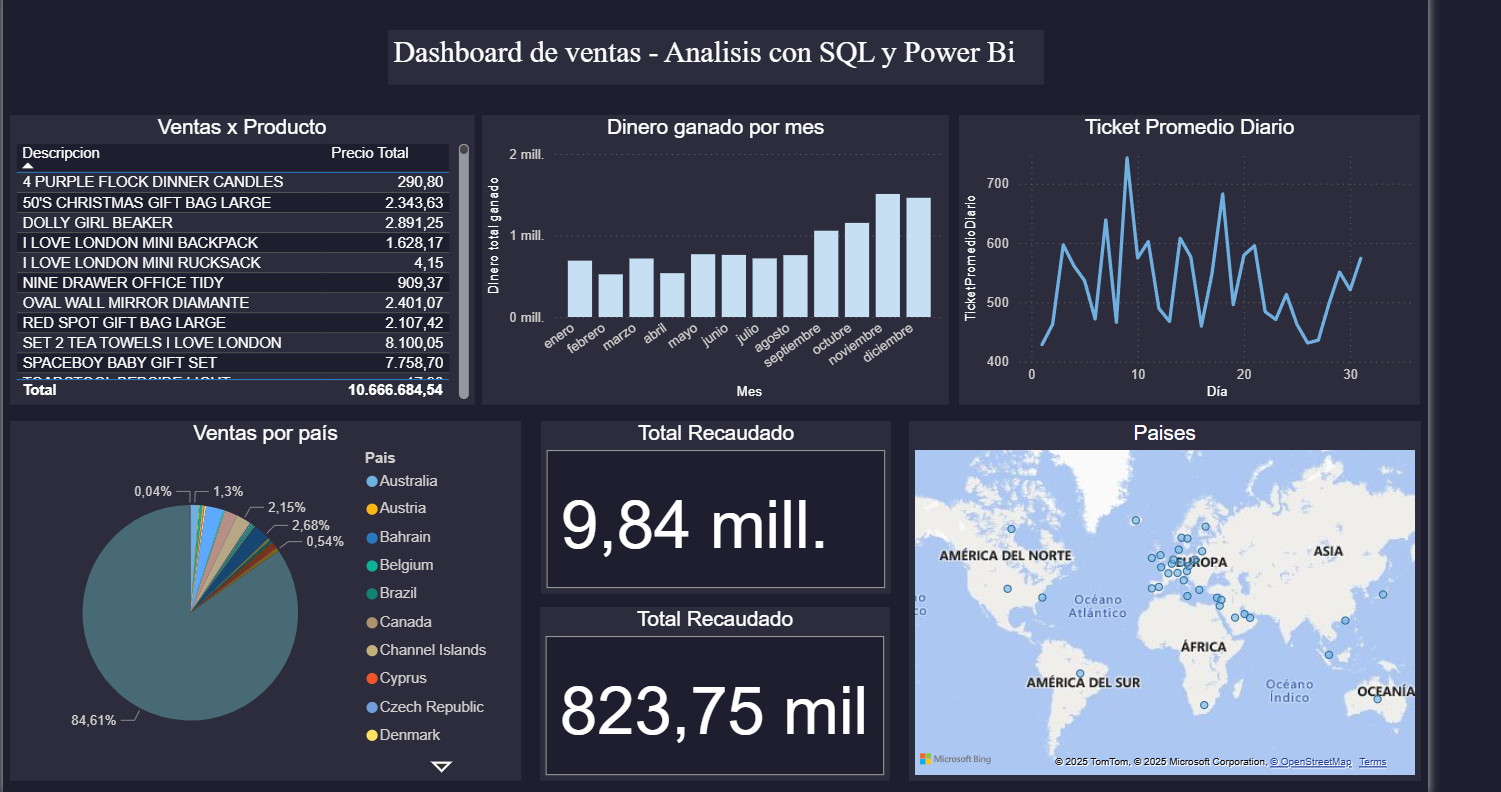 Dashboard de ventas - Analisis con SQL y Power Bi
Ventas x Producto
Descripcion Precio Total
4 PURPLE FLOCK DINNER CANDLES 290,80
50'S CHRISTMAS GIFT BAG LARGE 2.343,63
DOLLY GIRL BEAKER 2.891,25
I LOVE LONDON MINI BACKPACK 1.628,17
I LOVE LONDON MINI RUCKSACK 4,15
NINE DRAWER OFFICE TIDY 909,37
OVAL WALL MIRROR DIAMANTE 2.401,07
RED SPOT GIFT BAG LARGE 2.107,42
SET 2 TEA TOWELS I LOVE LONDON 8.100,05
SPACEBOY BABY GIFT SET 7.758,70
Total 10.666.684,54
Dinero ganado por mes
Dinero total ganado
2 mill.
1 mill.
0 mill.
enero
febrero
marzo
abril
mayo
junio
julio
agosto
septiembre
octubre
noviembre
diciembre
Mes
Ticket Promedio Diario
TicketPromedioDiario
700
600
500
400
0 10 20 30
Día
Ventas por país
0,04% 1,3%
2,15%
2,68%
0,54%
84,61%
Pais
Australia
Austria
Bahrain
Belgium
Brazil
Canada
Channel Islands
Cyprus
Czech Republic
Denmark
Total Recaudado
9,84 mill.
Total Recaudado
823,75 mil
Paises
AMÉRICA DEL NORTE
EUROPA
ASIA
Océano
Atlántico
ÁFRICA
AMÉRICA DEL SUR
Océano
Índico
OCEANÍA
Microsoft Bing
© 2025 TomTom, © 2025 Microsoft Corporation, © OpenStreetMap Terms